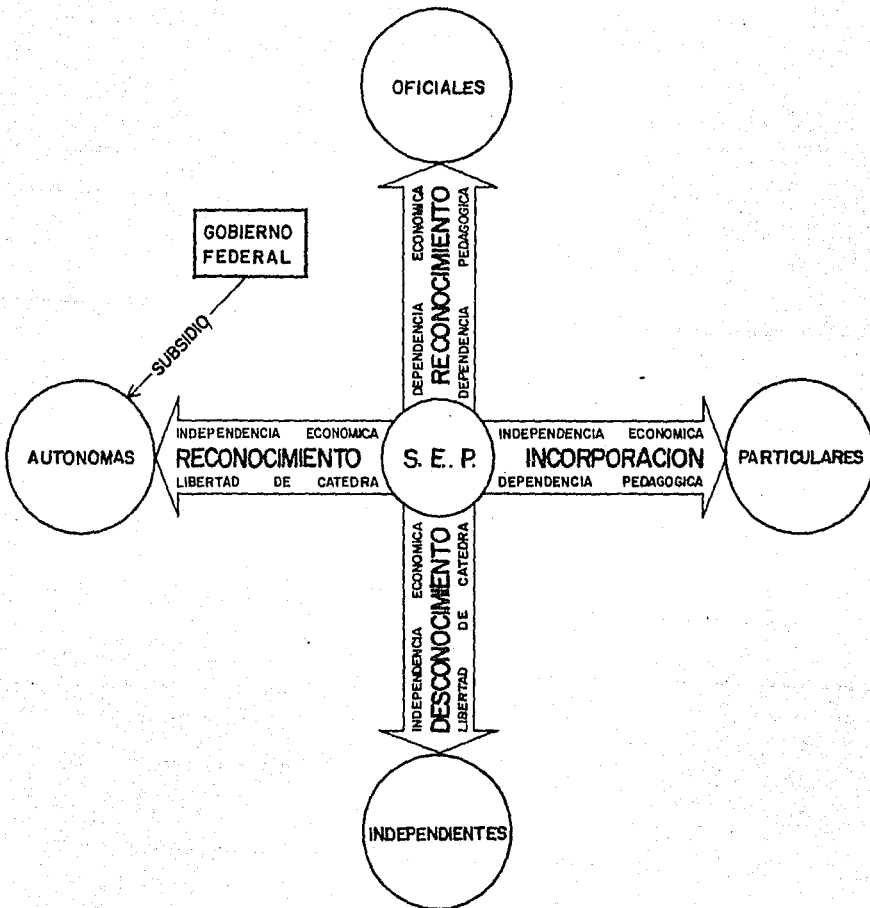 OFICIALES
GOBIERNO
FEDERAL
SUBSIDIO
DEPENDENCIA ECONOMICA
RECONOCIMIENTO
DEPENDENCIA PEDAGOGICA
AUTONOMAS
INDEPENDENCIA ECONOMICA
RECONOCIMIENTO
LIBERTAD DE CATEDRA
S. E. P.
INDEPENDENCIA ECONOMICA
INCORPORACION
DEPENDENCIA PEDAGOGICA
PARTICULARES
INDEPENDENCIA ECONOMICA
DESCONOCIMIENTO
LIBERTAD DE CATEDRA
INDEPENDIENTES